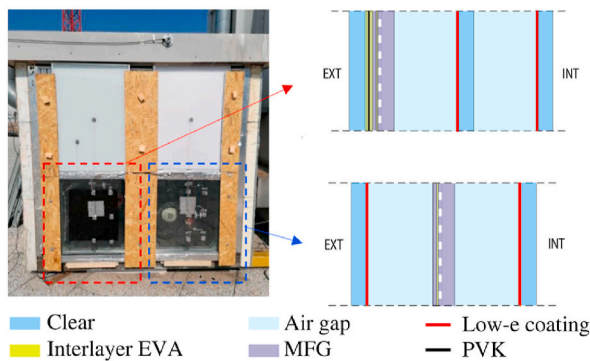 EXT
INT
EXT
INT
Clear
Air gap
Low-e coating
Interlayer EVA
MFG
PVK